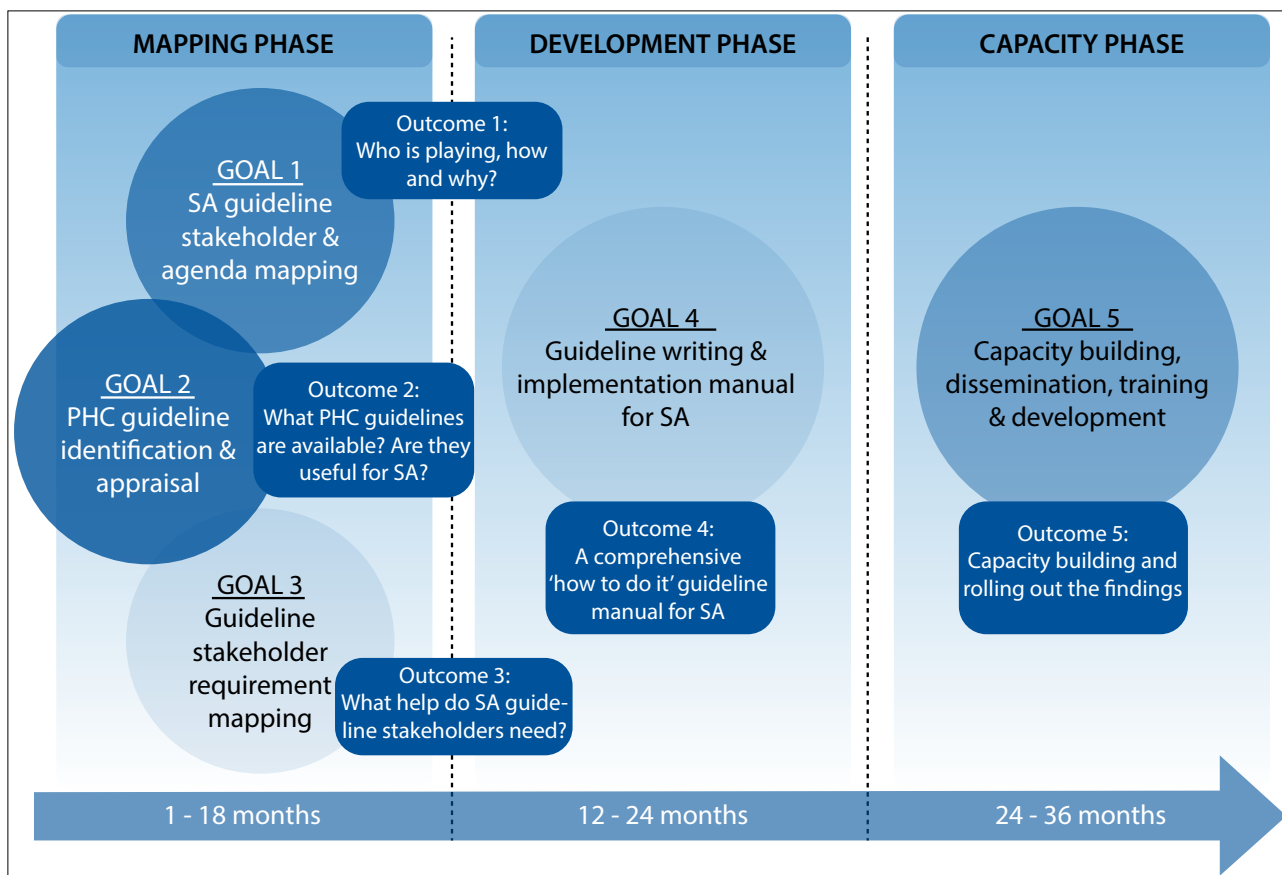 MAPPING PHASE
GOAL 1
SA guideline
stakeholder &
agenda mapping
Outcome 1:
Who is playing, how
and why?
GOAL 2
PHC guideline
identification &
appraisal
Outcome 2:
What PHC guidelines
are available? Are they
useful for SA?
GOAL 3
Guideline
stakeholder
requirement
mapping
Outcome 3:
What help do SA guide-
line stakeholders need?
1 - 18 months
DEVELOPMENT PHASE
GOAL 4
Guideline writing &
implementation manual
for SA
Outcome 4:
A comprehensive
‘how to do it’ guideline
manual for SA
12 - 24 months
CAPACITY PHASE
GOAL 5
Capacity building,
dissemination, training
& development
Outcome 5:
Capacity building and
rolling out the findings
24 - 36 months